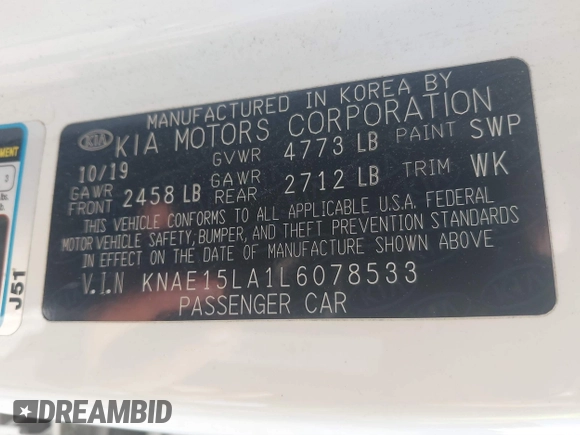 MANUFACTURED IN KOREA BY
KIA KIA MOTORS CORPORATION
10/19 GVWR 4773 LB PAINT SWP
GAWR FRONT 2458 LB GAWR REAR 2712 LB TRIM WK
THIS VEHICLE CONFORMS TO ALL APPLICABLE U.S.A. FEDERAL
MOTOR VEHICLE SAFETY, BUMPER, AND THEFT PREVENTION STANDARDS
IN EFFECT ON THE DATE OF MANUFACTURE SHOWN ABOVE
V.I.N KNAE15LA1L6078533
PASSENGER CAR
J51
DREAMBID